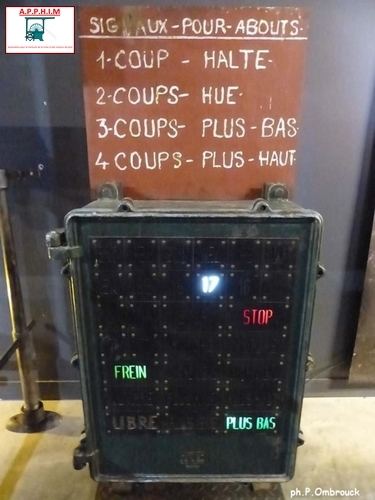 A.P.P.H.I.M
SIGNAUX-POUR-ABOUTS.
1-COUP - HALTE-
2-COUPS- HUE-
3-COUPS- PLUS-BAS-
4 COUPS-PLUS-HAUT
17
STOP
FREIN
LIBRE PLUS BAS
ph.P.Ombrouck